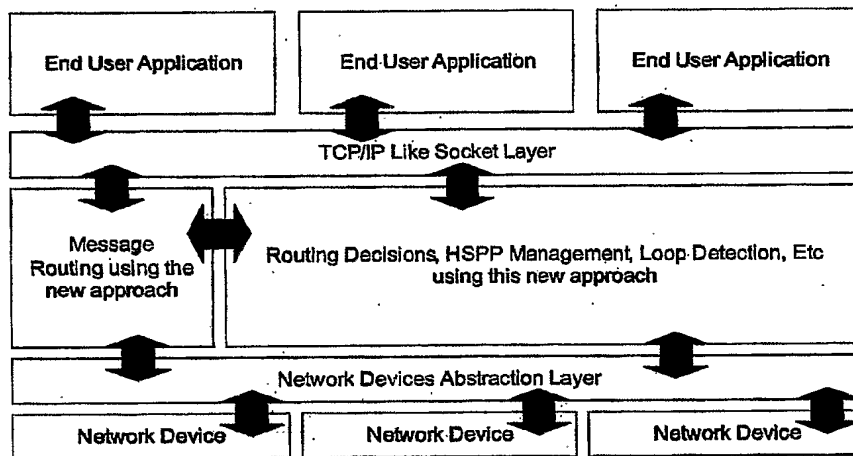 End User Application
End User Application
End User Application
TCP/IP Like Socket Layer
Message
Routing using the
new approach
Routing Decisions, HSPP Management, Loop Detection, Etc
using this new approach
Network Devices Abstraction Layer
Network Device
Network Device
Network Device